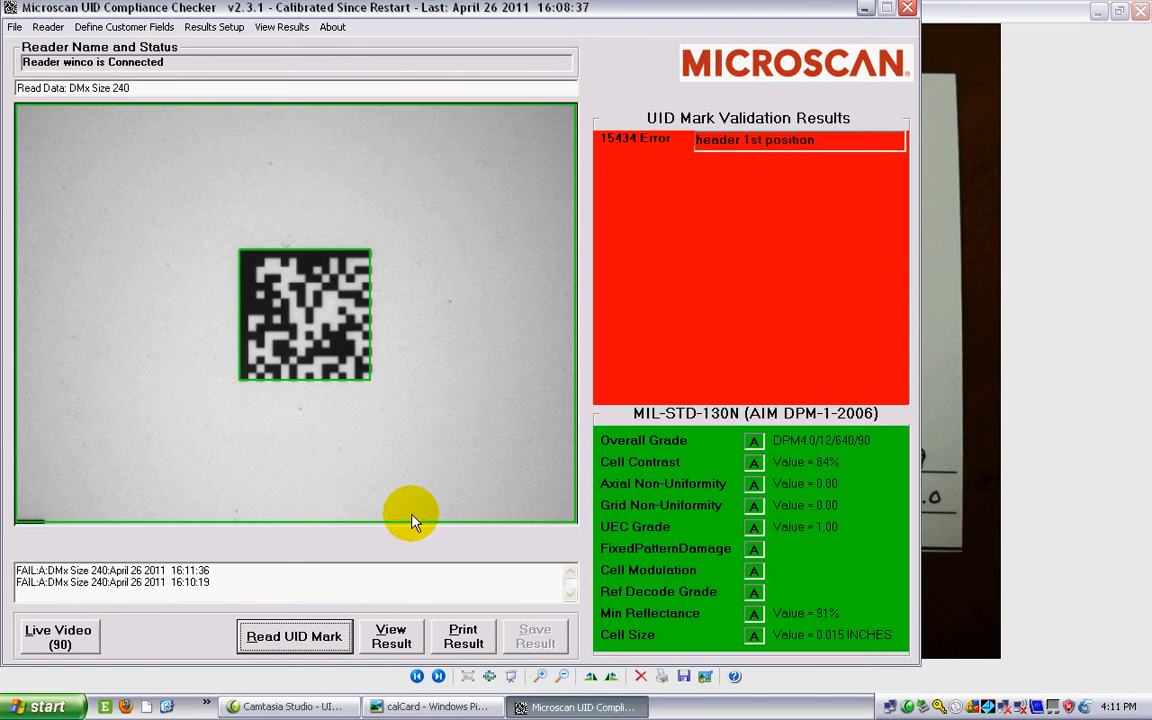 Microscan UID Compliance Checker v2.3.1 - Calibrated Since Restart - Last: April 26 2011 16:08:37
File Reader Define Customer Fields Results Setup View Results About
Reader Name and Status
Reader winco is Connected
Read Data: DMx Size 240
MICROSCAN
UID Mark Validation Results
15434 Error header 1st position
MIL-STD-130N (AIM DPM-1-2006)
Overall Grade A DPM4.0/12/640/90
Cell Contrast A Value = 84%
Axial Non-Uniformity A Value = 0.00
Grid Non-Uniformity A Value = 0.00
UEC Grade A Value = 1.00
FixedPatternDamage A
Cell Modulation A
Ref Decode Grade A
Min Reflectance A Value = 91%
Cell Size A Value = 0.015 INCHES
FAIL:A:DMx Size 240:April 26 2011 16:11:36
FAIL:A:DMx Size 240:April 26 2011 16:10:19
Live Video (90)
Read UID Mark
View Result
Print Result
Save Result
start
Camtasia Studio - UI...
calCard - Windows Pi...
Microscan UID Compli...
4:11 PM